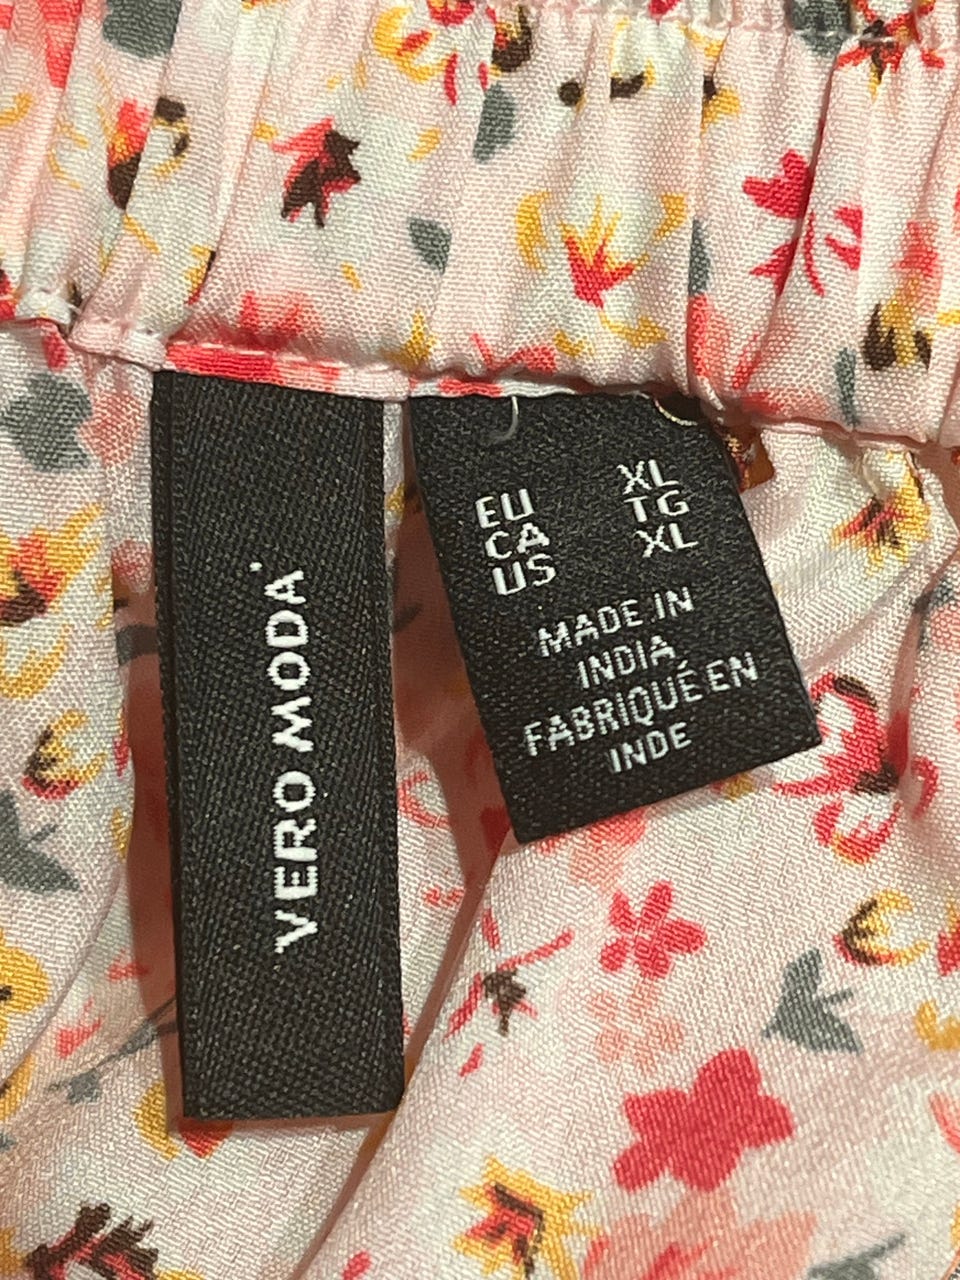 VERO MODA
EU XL
CA TG
US XL
MADE IN
INDIA
FABRIQUÉ EN
INDE